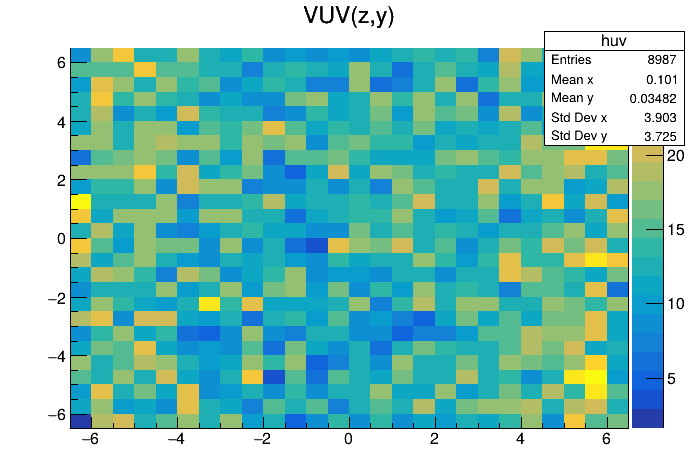 VUV(z,y)
huv
Entries 8987
Mean x 0.101
Mean y 0.03482
Std Dev x 3.903
Std Dev y 3.725
6
4
2
0
−2
−4
−6
−6 −4 −2 0 2 4 6
20
15
10
5